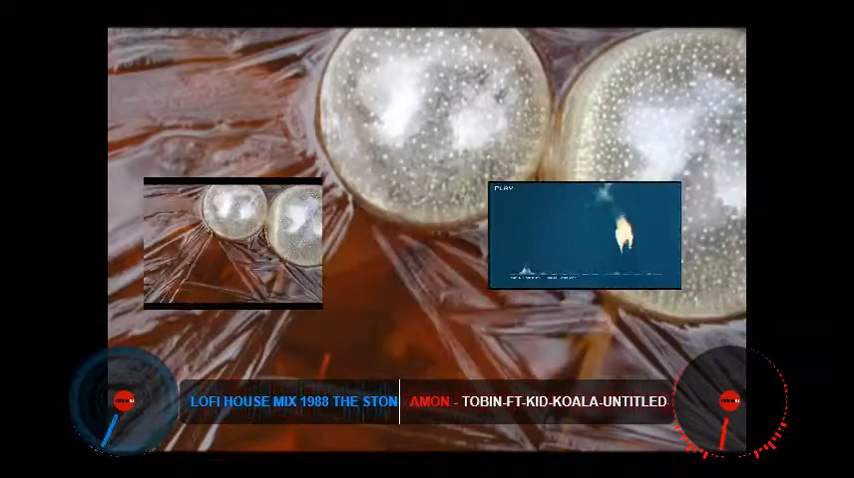 PLAY
LOFI HOUSE MIX 1988 THE STON
AMON - TOBIN-FT-KID-KOALA-UNTITLED